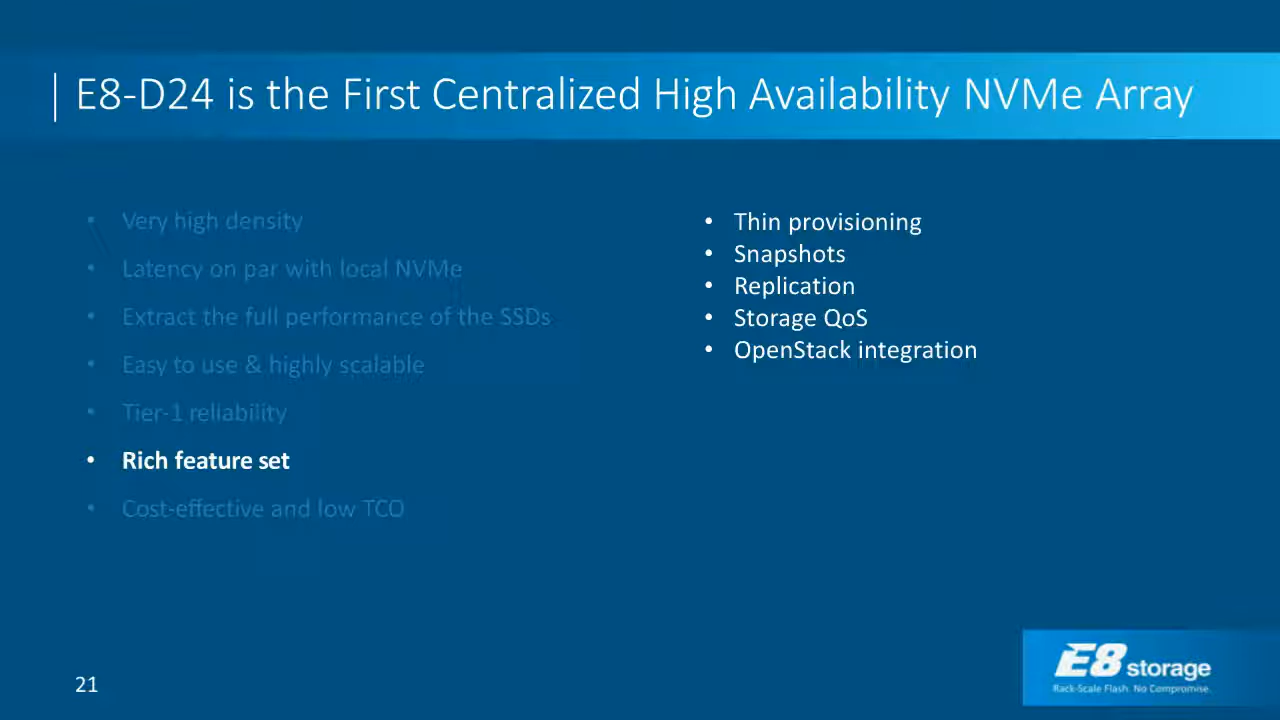 E8-D24 is the First Centralized High Availability NVMe Array
• Very high density
• Latency on par with local NVMe
• Extract the full performance of the SSDs
• Easy to use & highly scalable
• Tier-1 reliability
• Rich feature set
• Cost-effective and low TCO
• Thin provisioning
• Snapshots
• Replication
• Storage QoS
• OpenStack integration
21
E8 storage
Rack-Scale Flash. No Compromise.